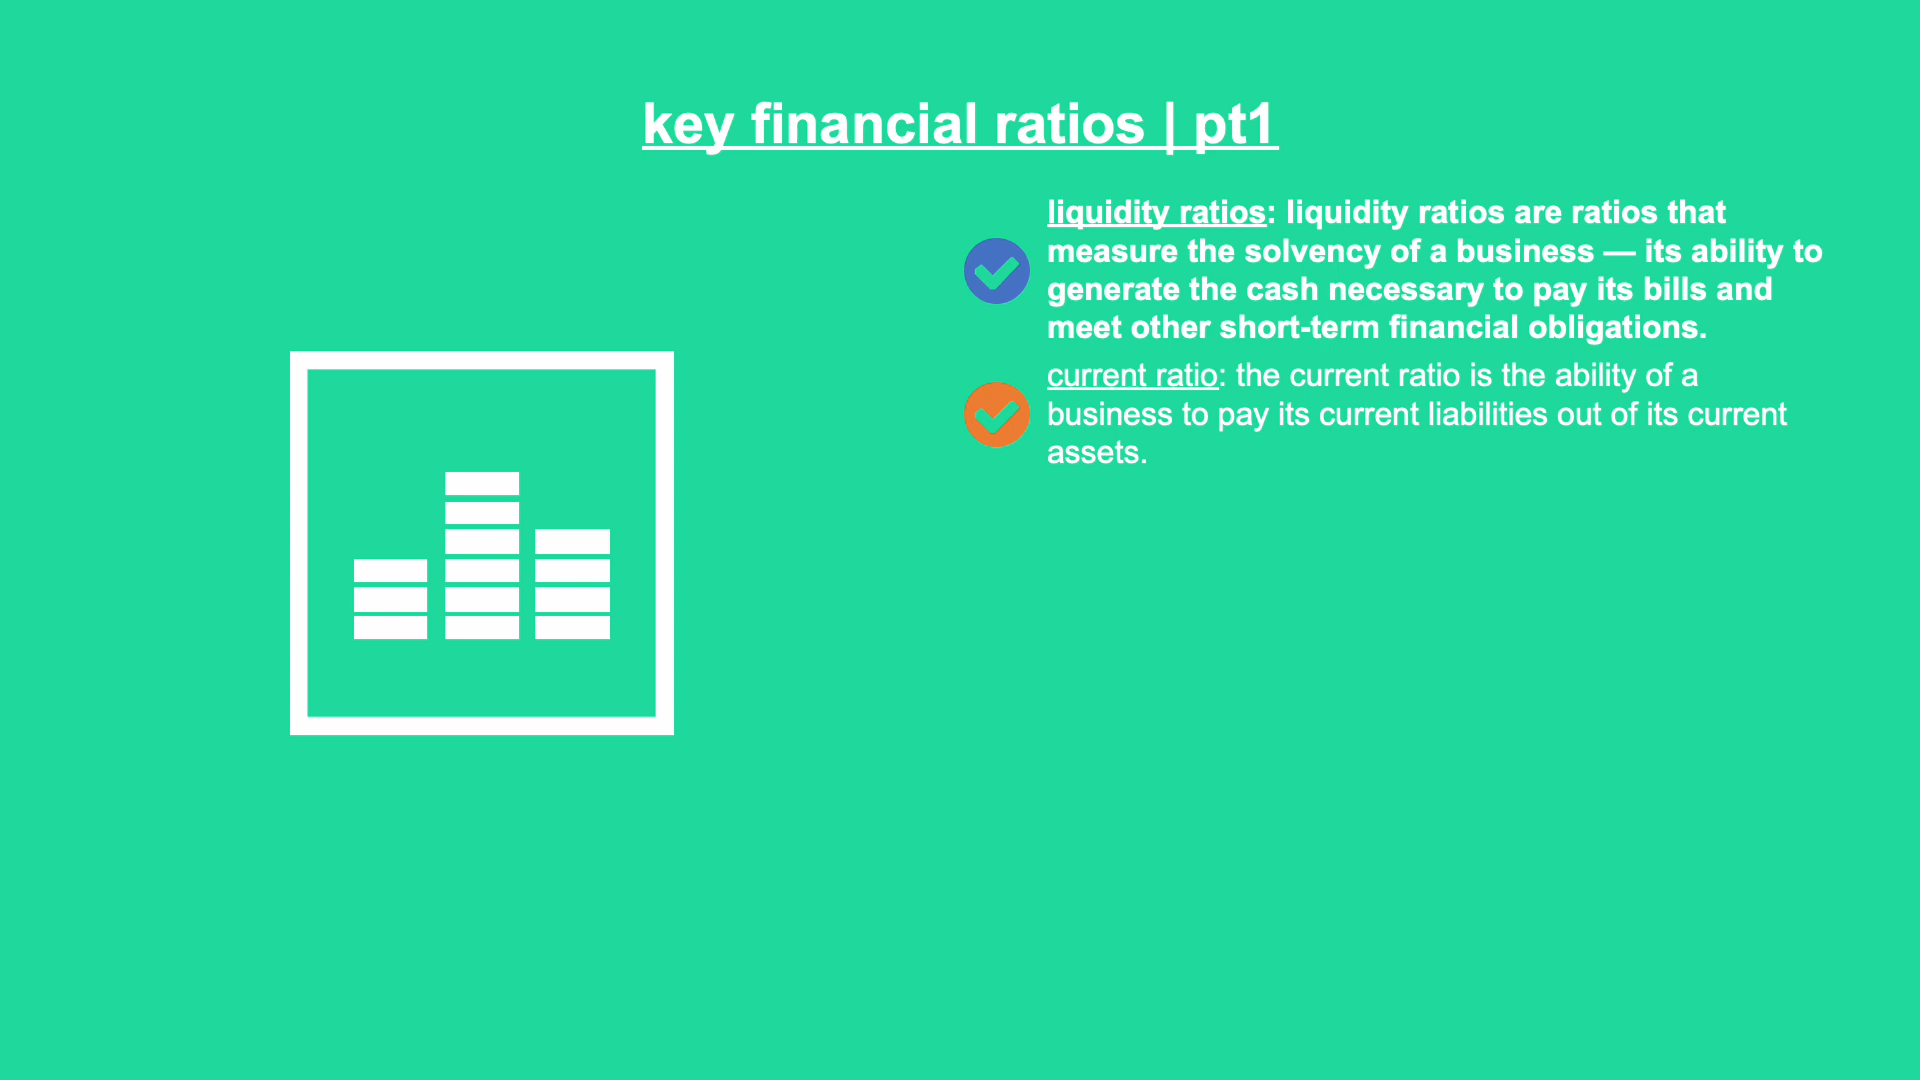 key financial ratios | pt1
liquidity ratios: liquidity ratios are ratios that
measure the solvency of a business — its ability to
generate the cash necessary to pay its bills and
meet other short-term financial obligations.
current ratio: the current ratio is the ability of a
business to pay its current liabilities out of its current
assets.